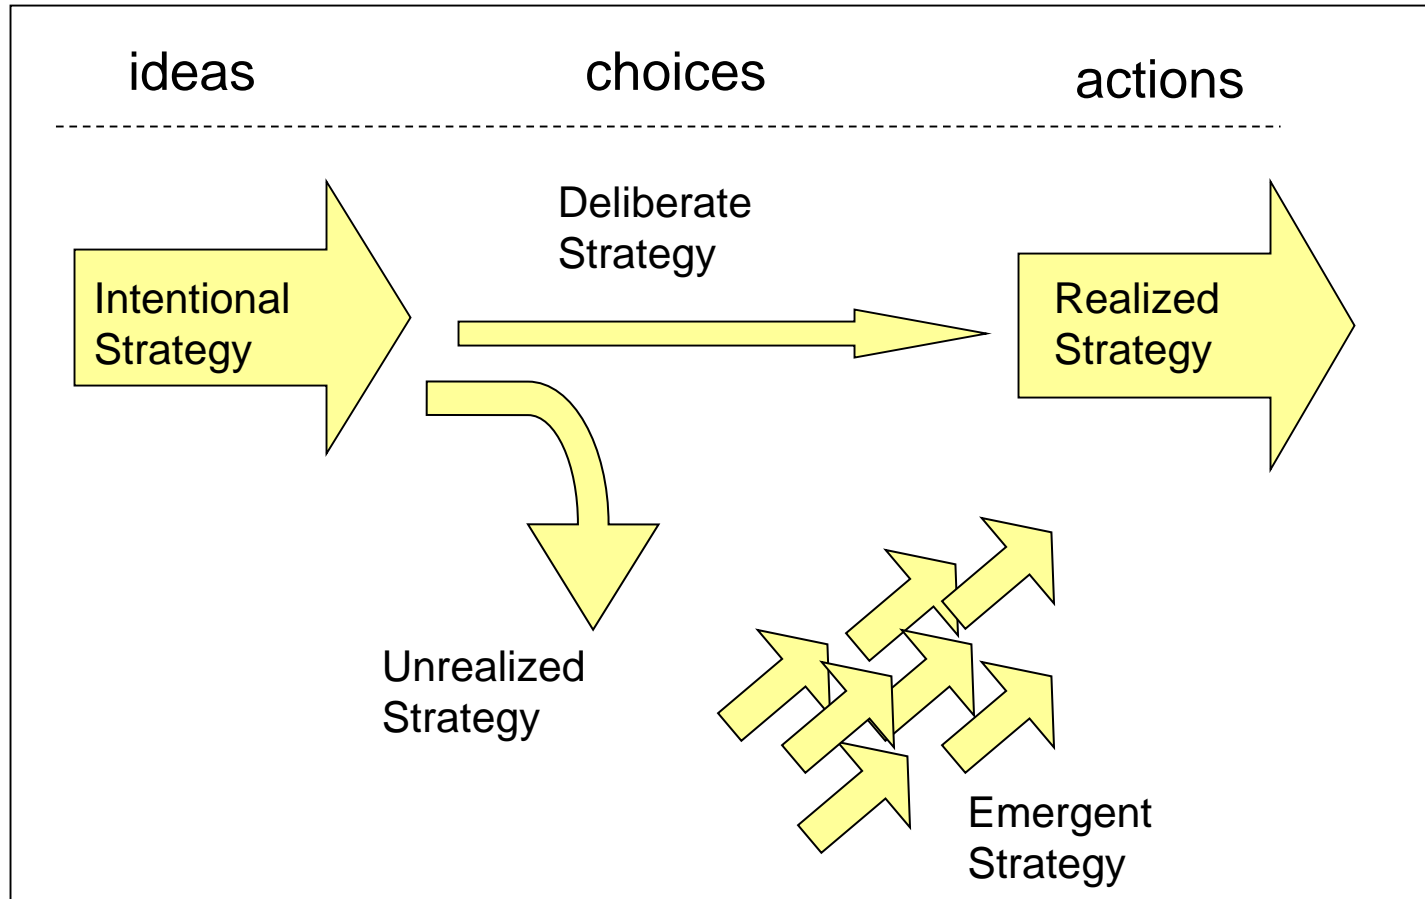 ideas
choices
actions
Deliberate
Strategy
Intentional
Strategy
Realized
Strategy
Unrealized
Strategy
Emergent
Strategy